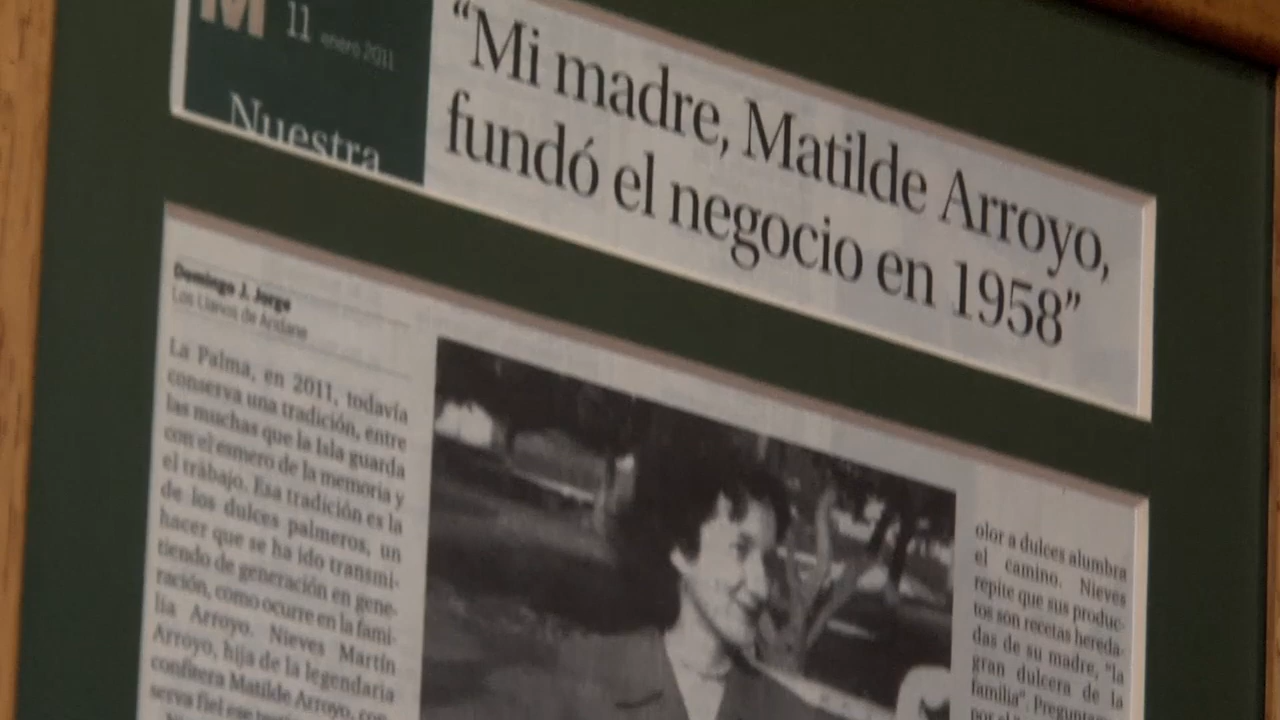 M
11 enero 2011
Nuestra
“Mi madre, Matilde Arroyo,
fundó el negocio en 1958”
Domingo J. Jorge
Los Llanos de Aridane
La Palma, en 2011, todavía
conserva una tradición, entre
las muchas que la Isla guarda
con el esmero de la memoria y
el trabajo. Esa tradición es la
de los dulces palmeros, un
hacer que se ha ido transmi-
tiendo de generación en gene-
ración, como ocurre en la fami-
lia Arroyo. Nieves Martín
Arroyo, hija de la legendaria
confitera Matilde Arroyo, con-
serva fiel ese
olor a dulces alumbra
el camino. Nieves
repite que sus produc-
tos son recetas hereda-
das de su madre, “la
gran dulcera de la
familia”. Pregunta